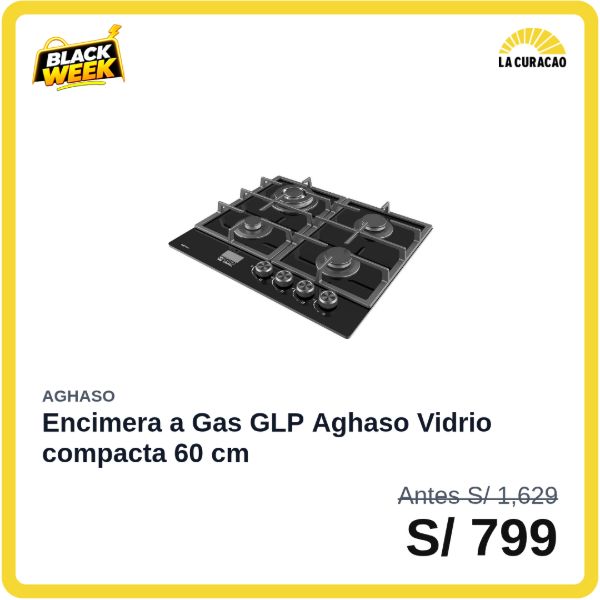 BLACK
WEEK
LA CURACAO
AGHASO
Encimera a Gas GLP Aghaso Vidrio
compacta 60 cm
Antes S/ 1,629
S/ 799